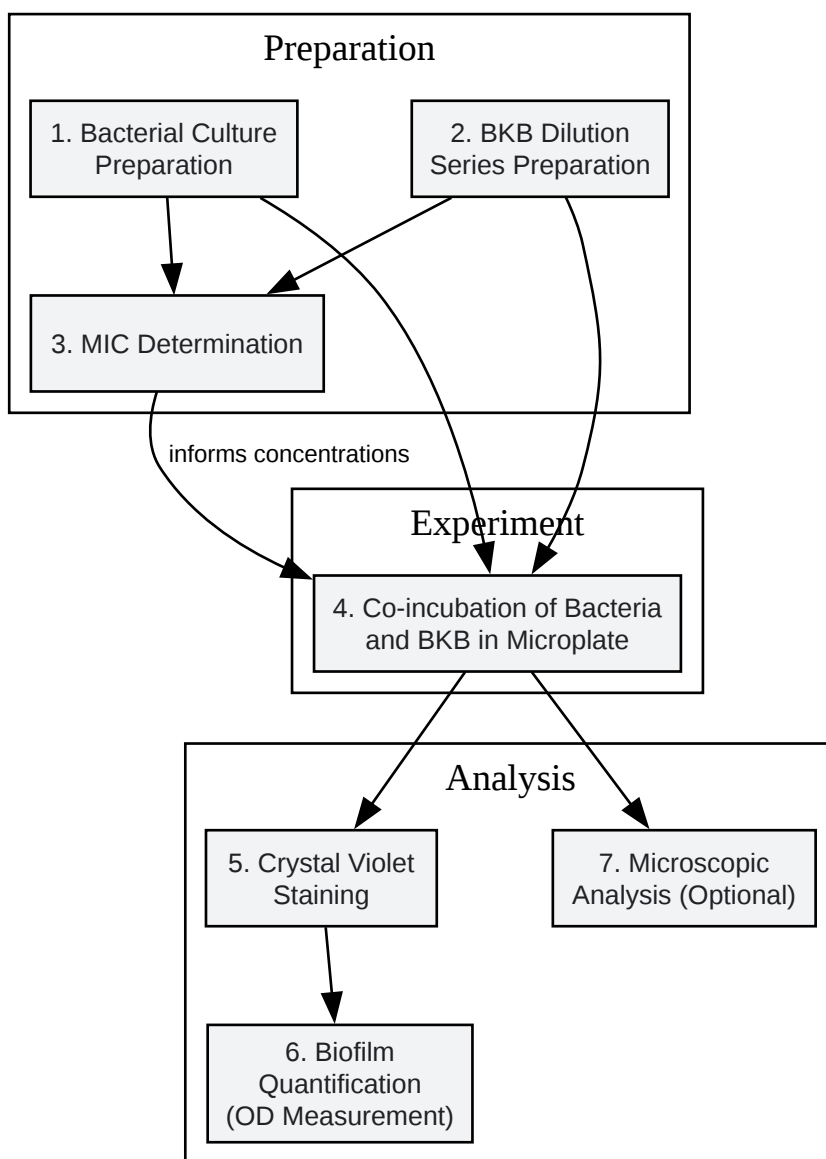 Preparation
1. Bacterial Culture
Preparation
2. BKB Dilution
Series Preparation
3. MIC Determination
informs concentrations
Experiment
4. Co-incubation of Bacteria
and BKB in Microplate
Analysis
5. Crystal Violet
Staining
7. Microscopic
Analysis (Optional)
6. Biofilm
Quantification
(OD Measurement)